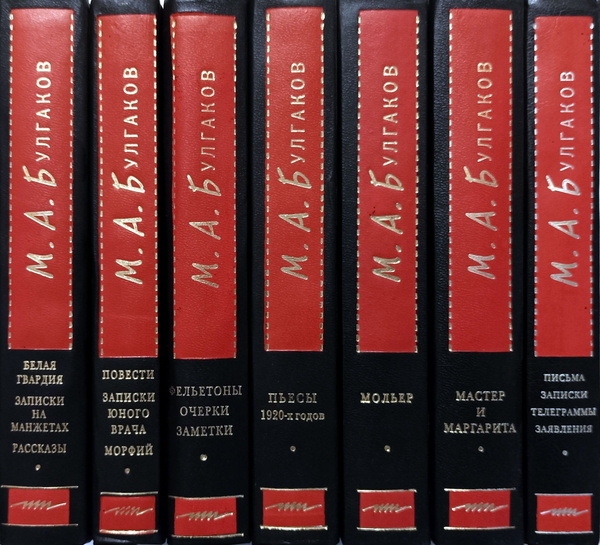 М. А. БУЛГАКОВ
БЕЛАЯ
ГВАРДИЯ
ЗАПИСКИ
НА
МАНЖЕТАХ
РАССКАЗЫ
М. А. БУЛГАКОВ
ПОВЕСТИ
ЗАПИСКИ
ЮНОГО
ВРАЧА
МОРФИЙ
М. А. БУЛГАКОВ
ФЕЛЬЕТОНЫ
ОЧЕРКИ
ЗАМЕТКИ
М. А. БУЛГАКОВ
ПЬЕСЫ
1920-х годов
М. А. БУЛГАКОВ
МОЛЬЕР
М. А. БУЛГАКОВ
МАСТЕР
И
МАРГАРИТА
М. А. БУЛГАКОВ
ПИСЬМА
ЗАПИСКИ
ТЕЛЕГРАММЫ
ЗАЯВЛЕНИЯ